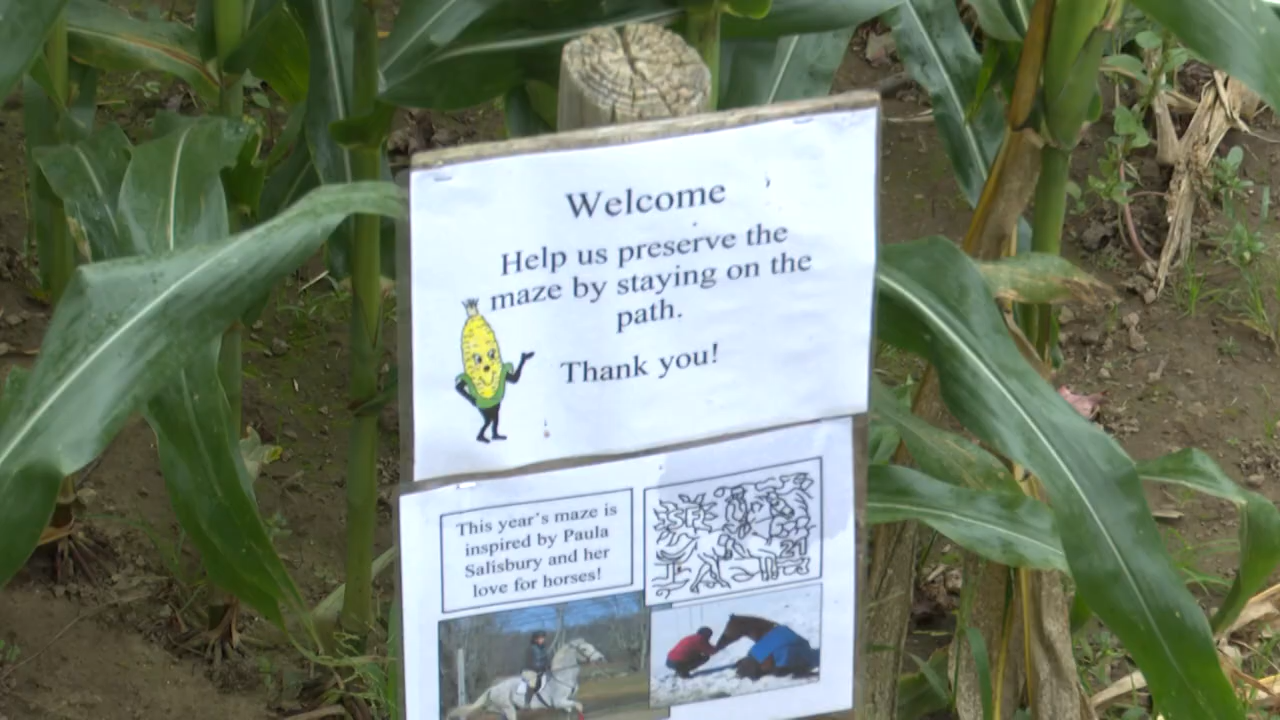 Welcome
Help us preserve the
maze by staying on the
path.
Thank you!
This year's maze is
inspired by Paula
Salisbury and her
love for horses!
SF
21